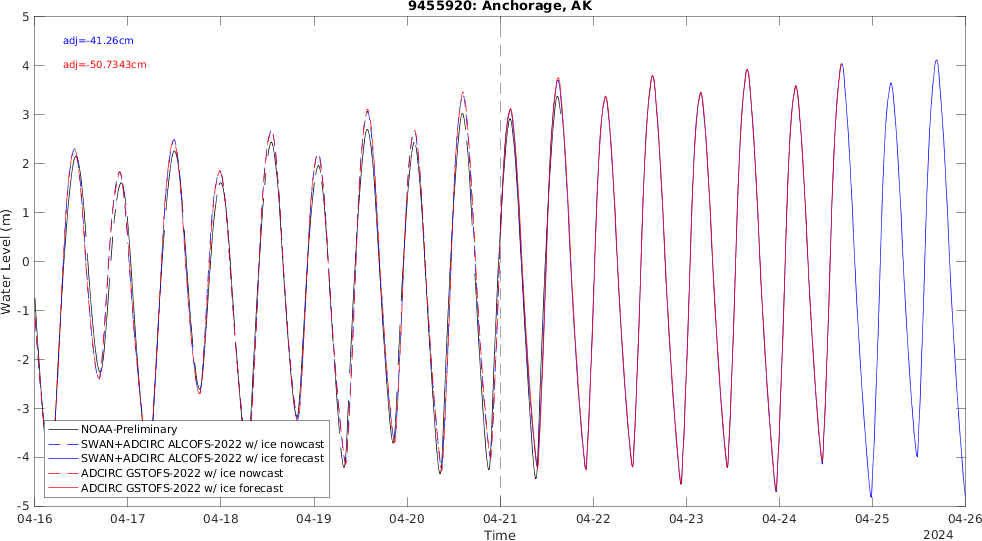 9455920: Anchorage, AK
adj=-41.26cm
adj=-50.7343cm
5
4
3
2
1
0
-1
-2
-3
-4
-5
Water Level (m)
NOAA-Preliminary
SWAN+ADCIRC ALCOFS-2022 w/ ice nowcast
SWAN+ADCIRC ALCOFS-2022 w/ ice forecast
ADCIRC GSTOFS-2022 w/ ice nowcast
ADCIRC GSTOFS-2022 w/ ice forecast
04-16 04-17 04-18 04-19 04-20 04-21 04-22 04-23 04-24 04-25 04-26
Time
2024